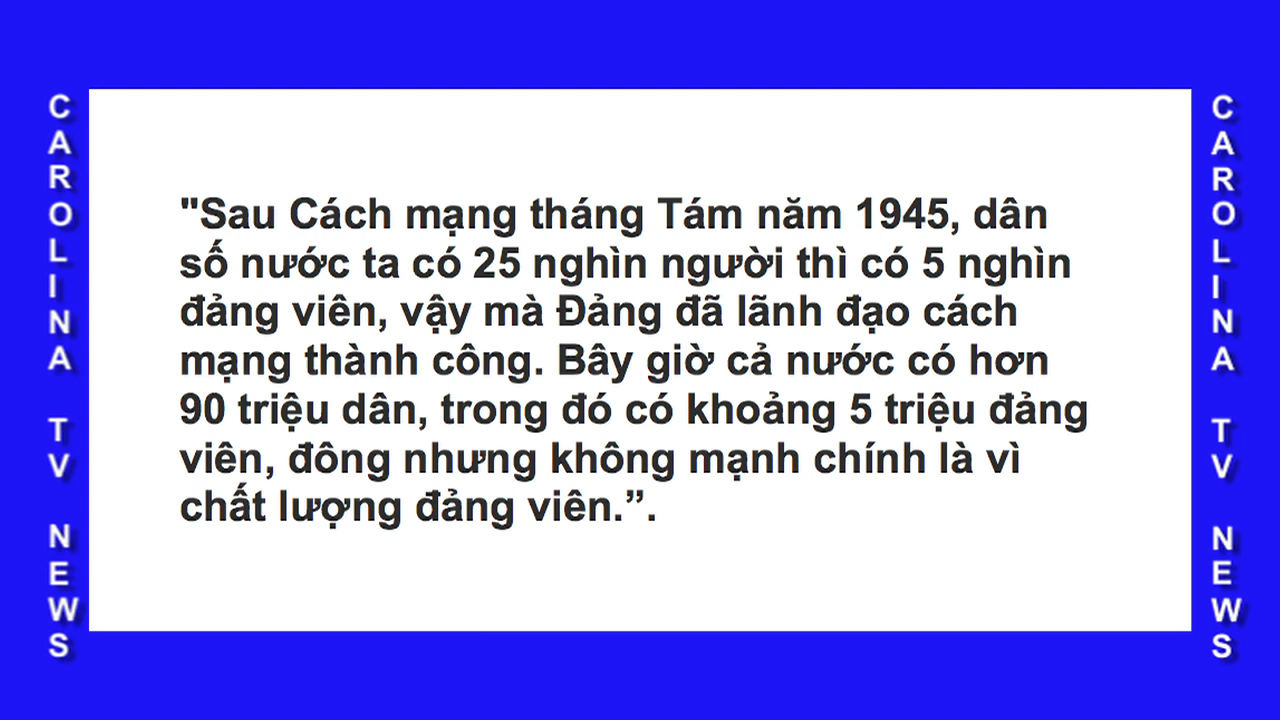 CAROLINA TV NEWS
"Sau Cách mạng tháng Tám năm 1945, dân
số nước ta có 25 nghìn người thì có 5 nghìn
đảng viên, vậy mà Đảng đã lãnh đạo cách
mạng thành công. Bây giờ cả nước có hơn
90 triệu dân, trong đó có khoảng 5 triệu đảng
viên, đông nhưng không mạnh chính là vì
chất lượng đảng viên.”.
CAROLINA TV NEWS